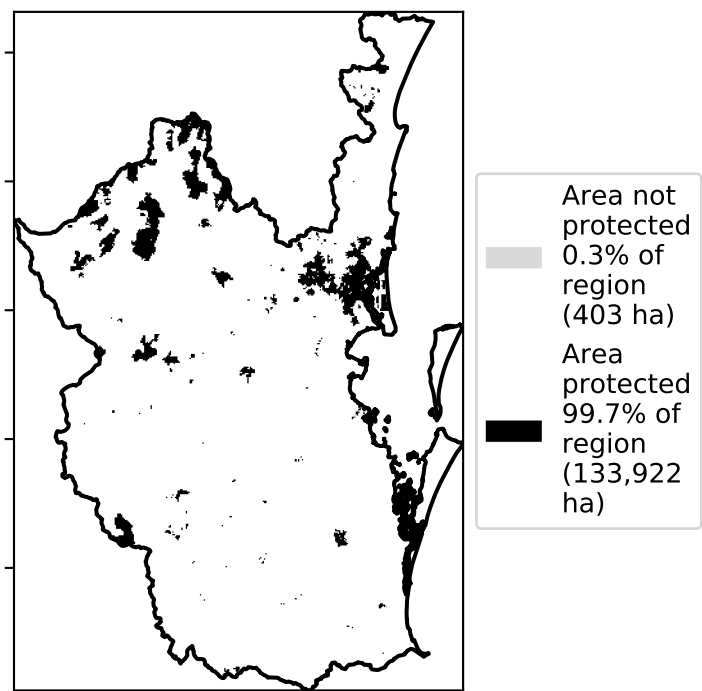 Area not
protected
0.3% of
region
(403 ha)
Area
protected
99.7% of
region
(133,922
ha)